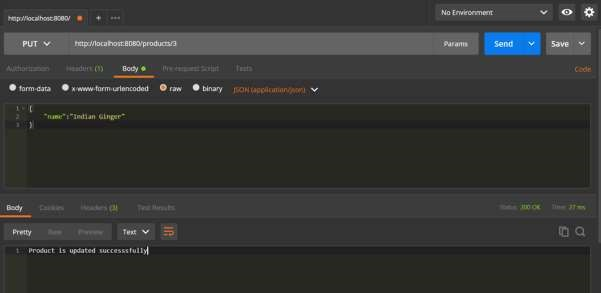 http://localhost:8080/
No Environment
PUT
http://localhost:8080/products/3
Params
Send
Save
Authorization
Headers (1)
Body
Pre-request Script
Tests
Code
form-data
x-www-form-urlencoded
raw
binary
JSON (application/json)
1 {
2 "name":"Indian Ginger"
3 }
Body
Cookies
Headers (3)
Test Results
Status: 200 OK
Time: 27 ms
Pretty
Raw
Preview
Text
1 Product is updated successsfully